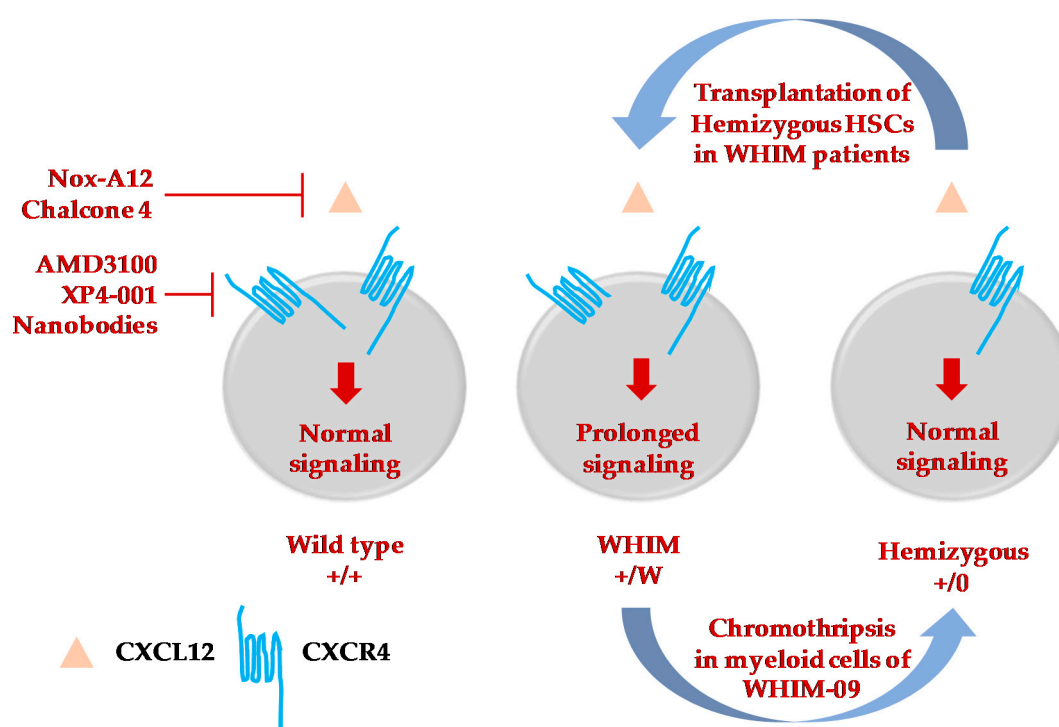 Transplantation of
Hemizygous HSCs
in WHIM patients
Nox-A12
Chalcone 4
AMD3100
XP4-001
Nanobodies
Normal
signaling
Prolonged
signaling
Normal
signaling
Wild type
+/+
WHIM
+/W
Hemizygous
+/0
CXCL12
CXCR4
Chromothripsis
in myeloid cells of
WHIM-09